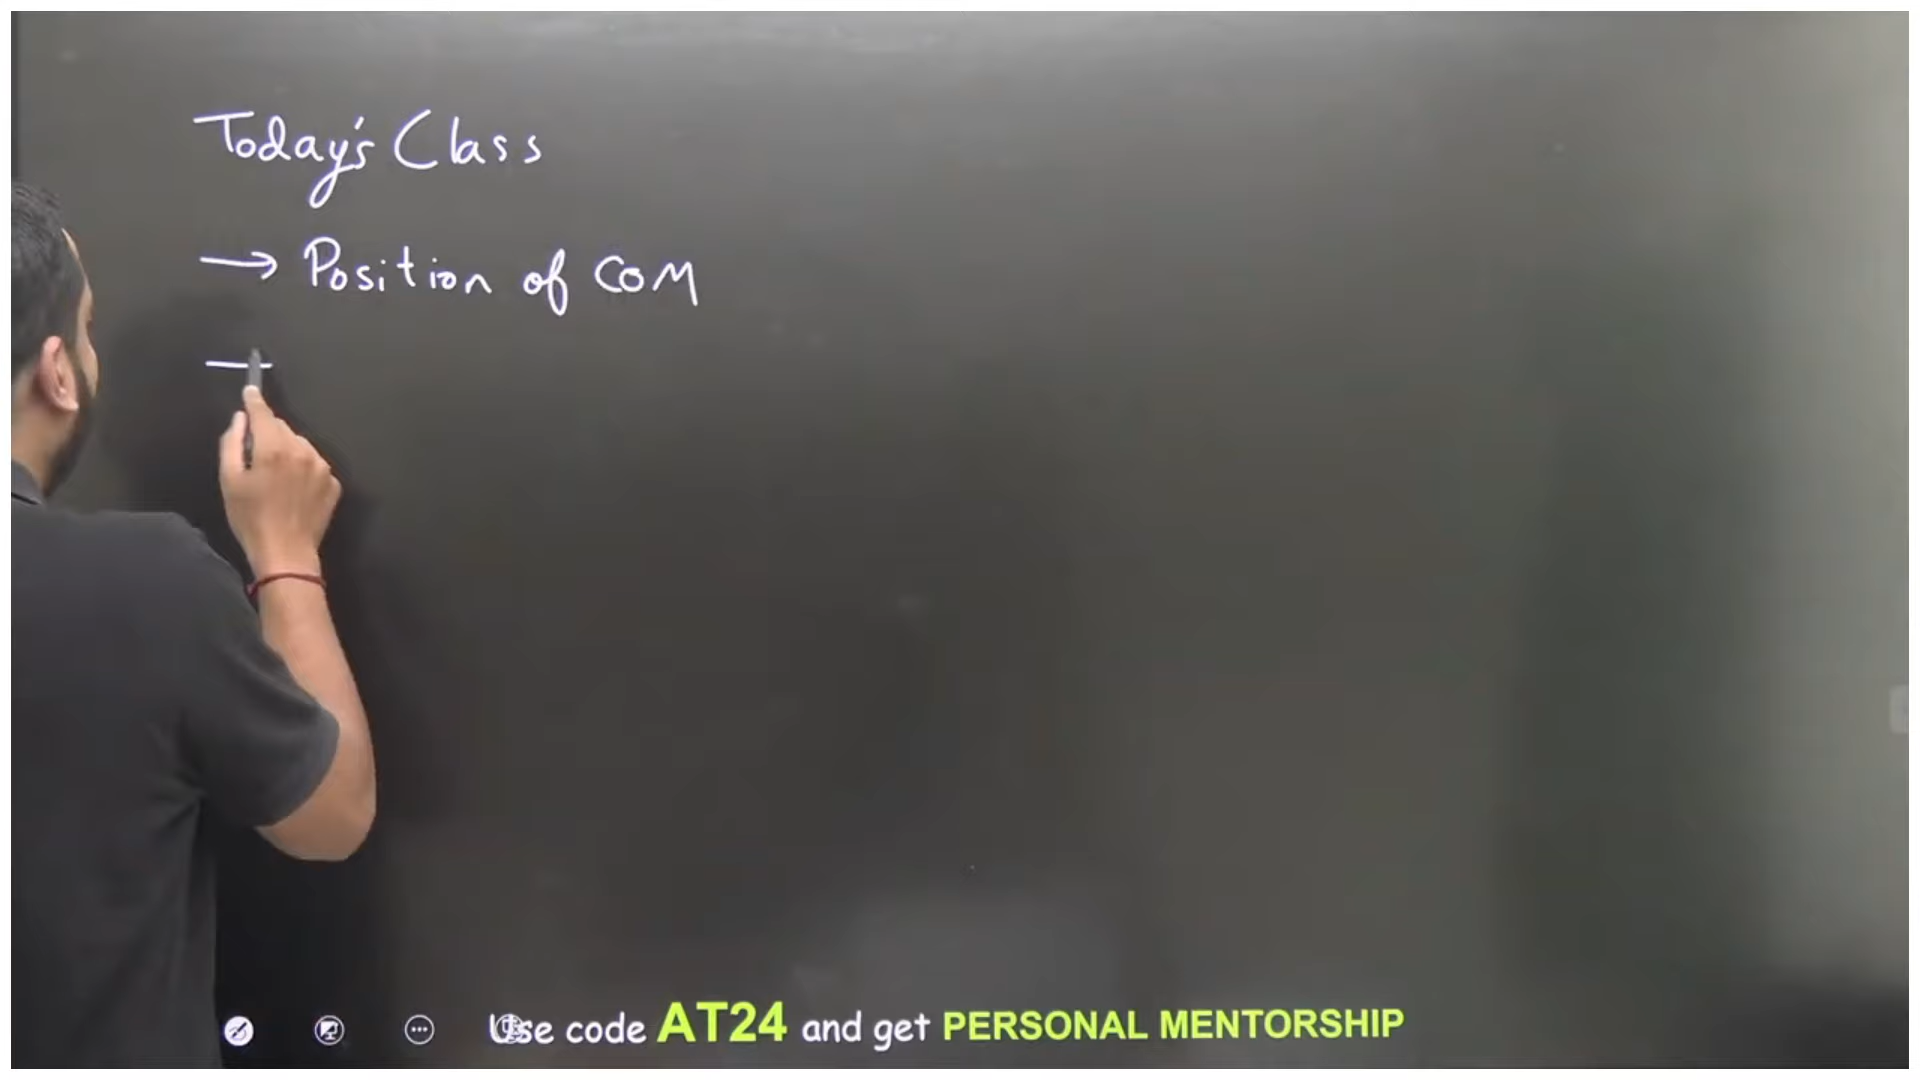 Today's Class
→ Position of COM
Use code AT24 and get PERSONAL MENTORSHIP